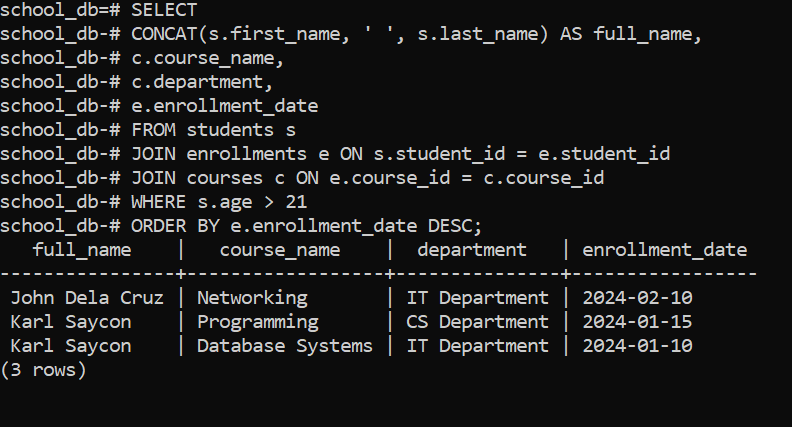 school_db=# SELECT
school_db-# CONCAT(s.first_name, ' ', s.last_name) AS full_name,
school_db-# c.course_name,
school_db-# c.department,
school_db-# e.enrollment_date
school_db-# FROM students s
school_db-# JOIN enrollments e ON s.student_id = e.student_id
school_db-# JOIN courses c ON e.course_id = c.course_id
school_db-# WHERE s.age > 21
school_db-# ORDER BY e.enrollment_date DESC;
   full_name    |   course_name    |  department   | enrollment_date
----------------+------------------+---------------+-----------------
 John Dela Cruz | Networking       | IT Department | 2024-02-10
 Karl Saycon    | Programming      | CS Department | 2024-01-15
 Karl Saycon    | Database Systems | IT Department | 2024-01-10
(3 rows)